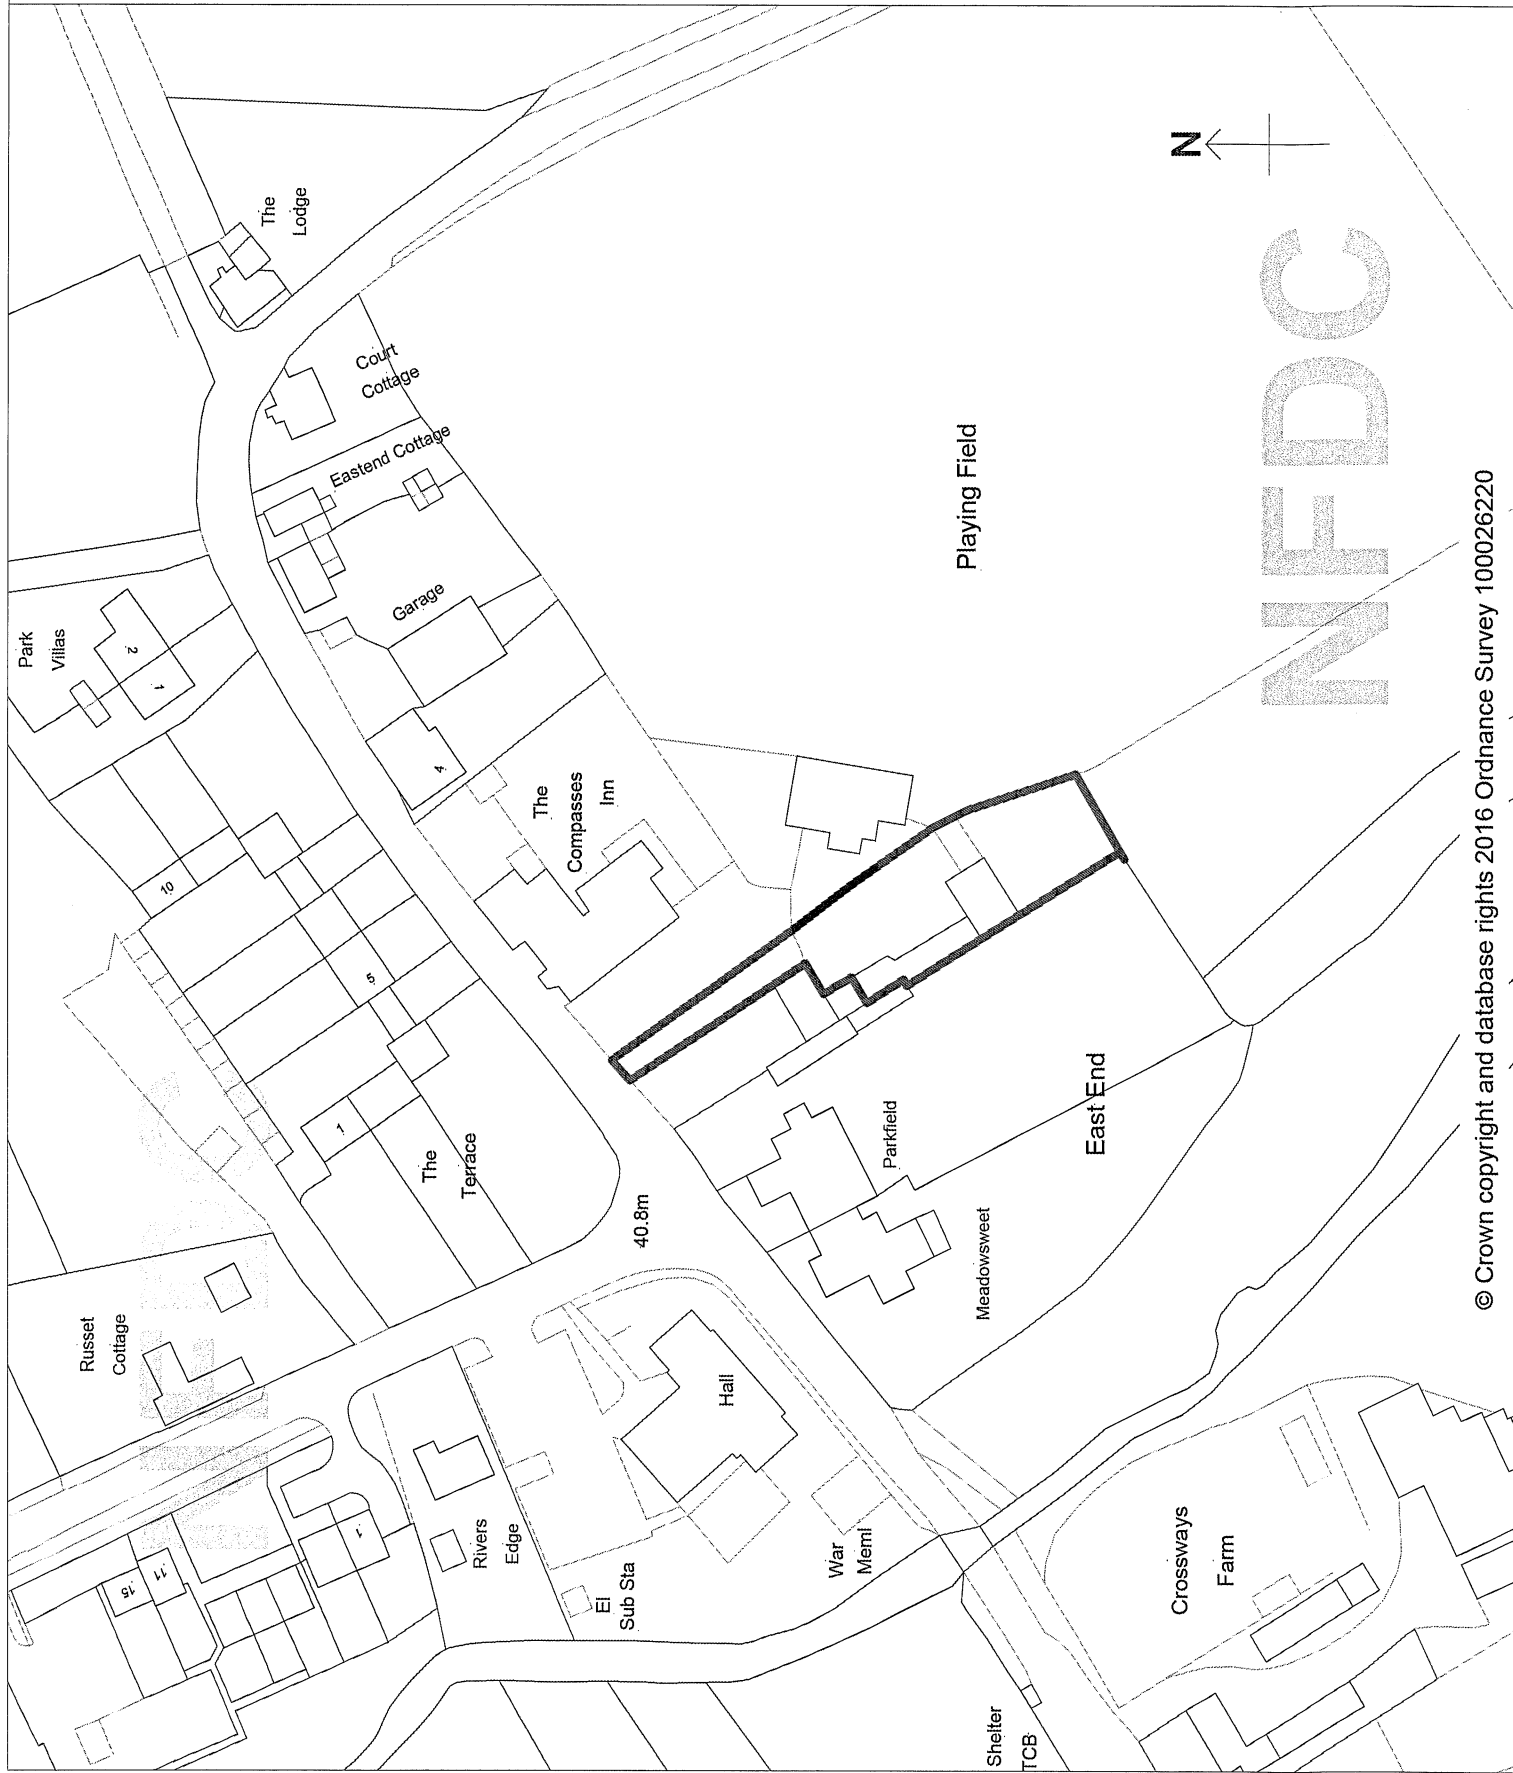 Park
Villas
2
1
The
Lodge
Court
Cottage
Eastend Cottage
Garage
4
The
Compasses
Inn
10
5
1
The
Terrace
Russet
Cottage
40.8m
Playing Field
N
NFDC
Parkfield
Meadowsweet
East End
Hall
War
Meml
Rivers
Edge
El
Sub Sta
1
11
15
Crossways
Farm
Shelter
TCB
NFDC
© Crown copyright and database rights 2016 Ordnance Survey 100026220